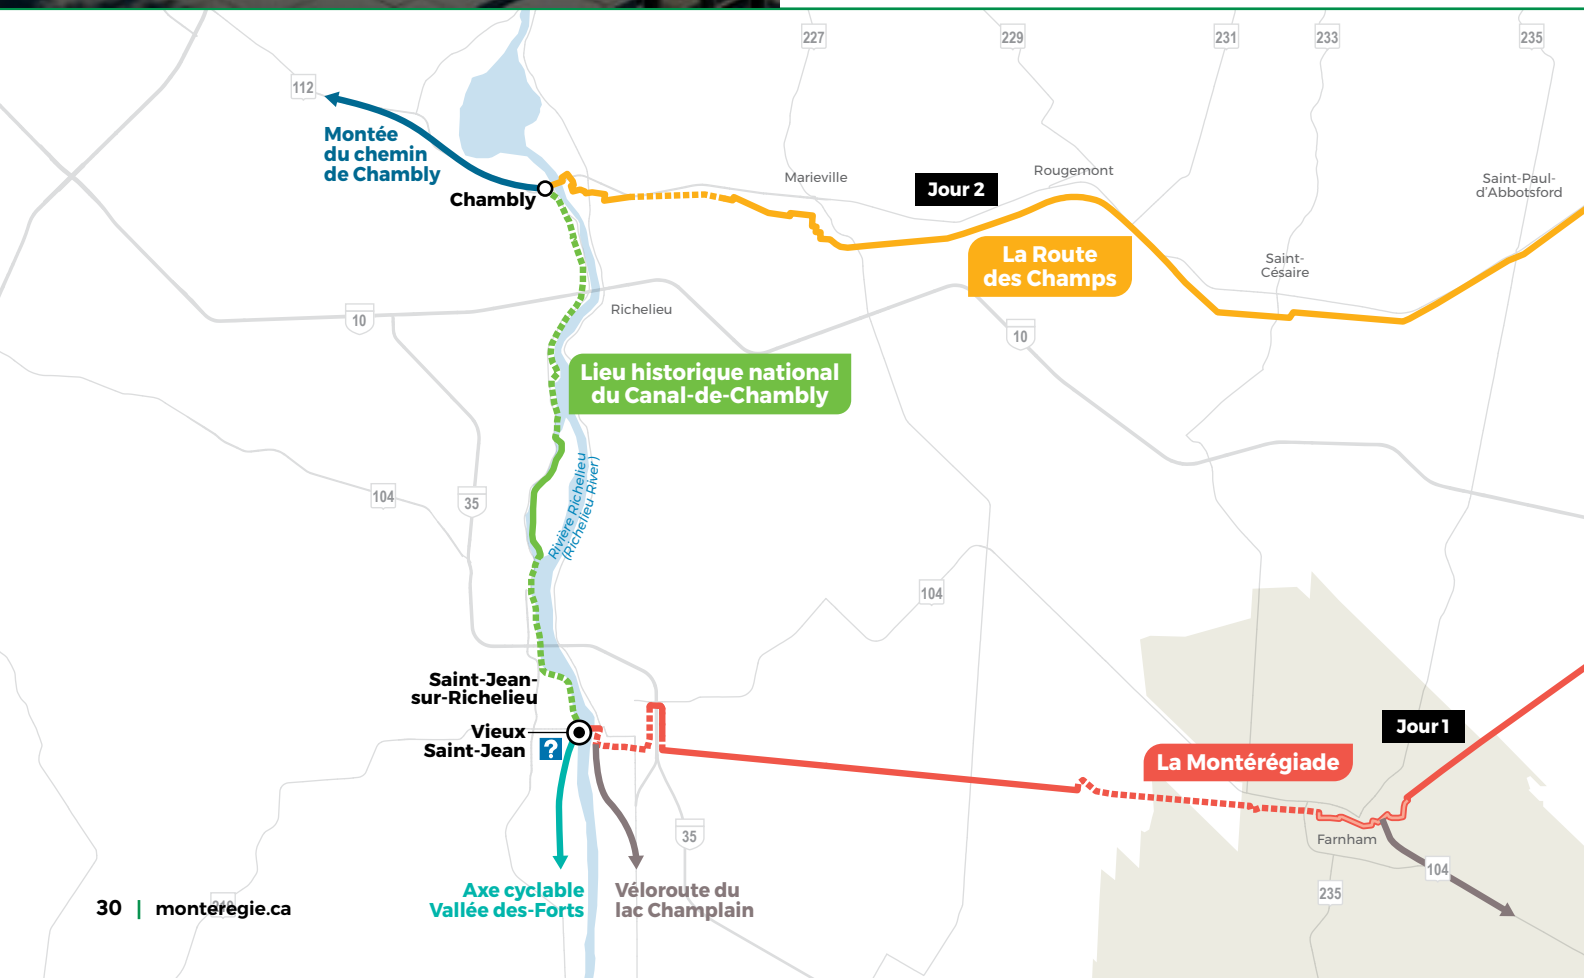 227
229
231
233
235
112
Montée
du chemin
de Chambly
Chambly
Marieville
Rougemont
Jour 2
Saint-Paul-
d'Abbotsford
La Route
des Champs
Saint-
Césaire
10
Richelieu
10
Lieu historique national
du Canal-de-Chambly
104
35
Rivière Richelieu
(Richelieu River)
104
Saint-Jean-
sur-Richelieu
Vieux
Saint-Jean
?
Jour 1
La Montérégiade
35
Farnham
104
235
Axe cyclable
Vallée des-Forts
Véloroute du
lac Champlain
30 | monteregie.ca